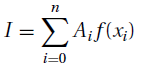 I = \sum_{i=0}^{n} A_i f(x_i)